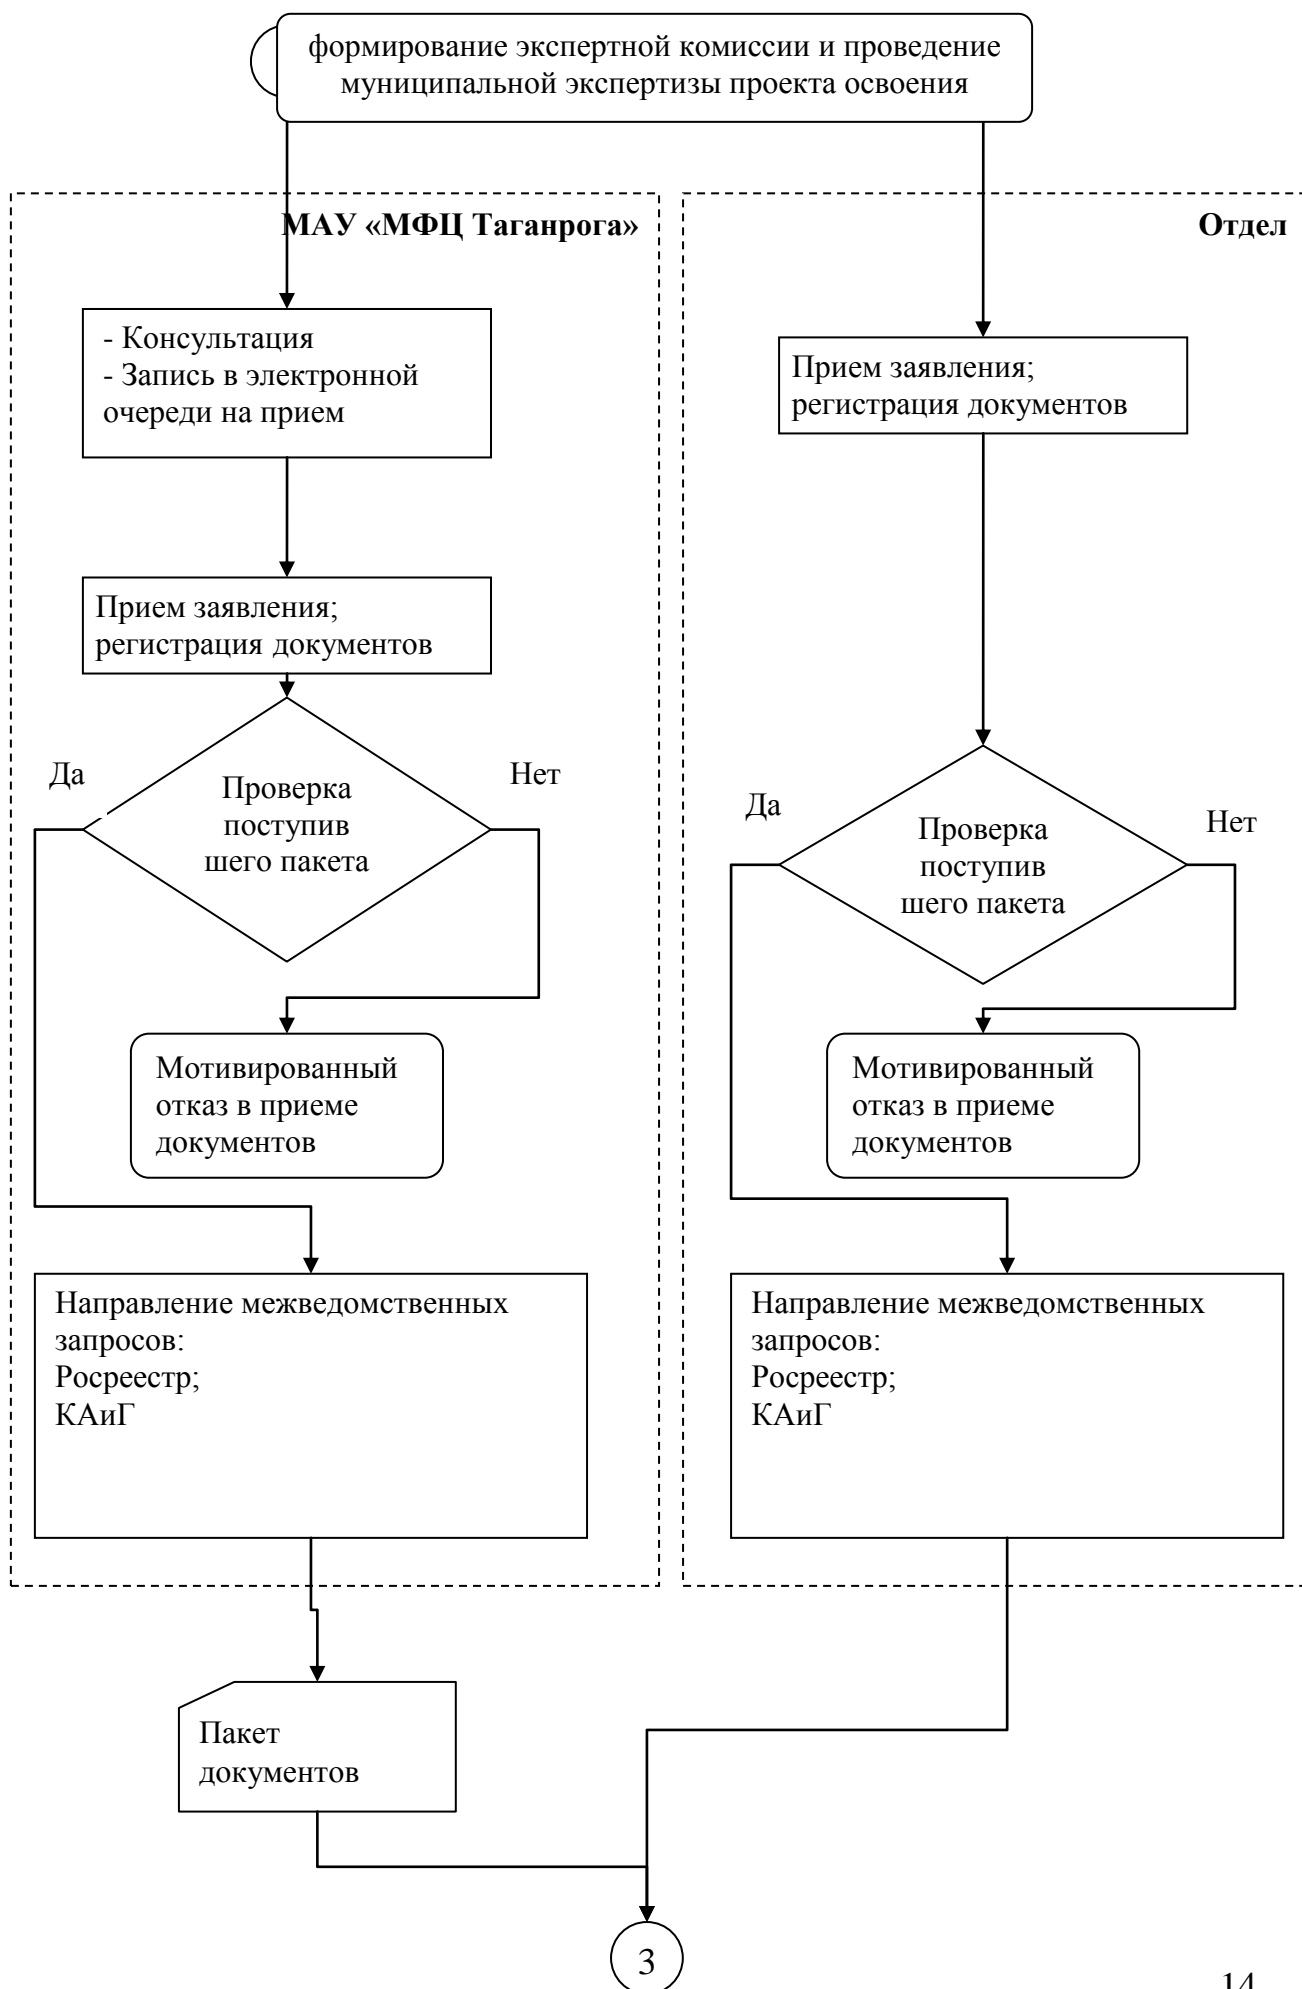 формирование экспертной комиссии и проведение
муниципальной экспертизы проекта освоения
МАУ «МФЦ Таганрога»
- Консультация
- Запись в электронной
очереди на прием
Прием заявления;
регистрация документов
Да
Нет
Проверка
поступив
шего пакета
Мотивированный
отказ в приеме
документов
Направление межведомственных
запросов:
Росреестр;
КАиГ
Пакет
документов
Отдел
Прием заявления;
регистрация документов
Да
Нет
Проверка
поступив
шего пакета
Мотивированный
отказ в приеме
документов
Направление межведомственных
запросов:
Росреестр;
КАиГ
3
14